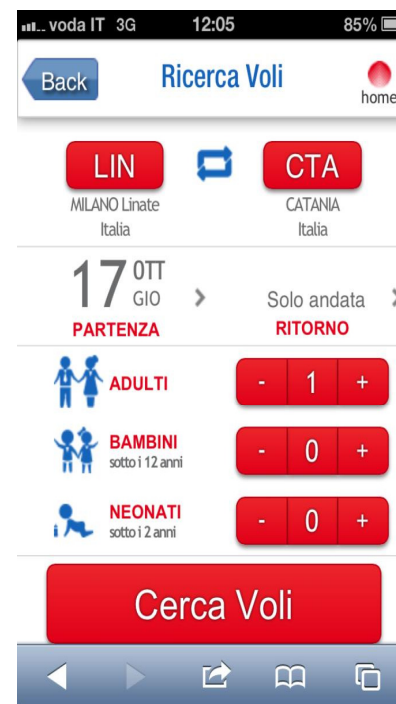 voda IT 3G 12:05 85%
Back Ricerca Voli home
LIN CTA
MILANO Linate CATANIA
Italia Italia
17 OTT
GIO Solo andata
PARTENZA RITORNO
ADULTI - 1 +
BAMBINI
sotto i 12 anni - 0 +
NEONATI
sotto i 2 anni - 0 +
Cerca Voli